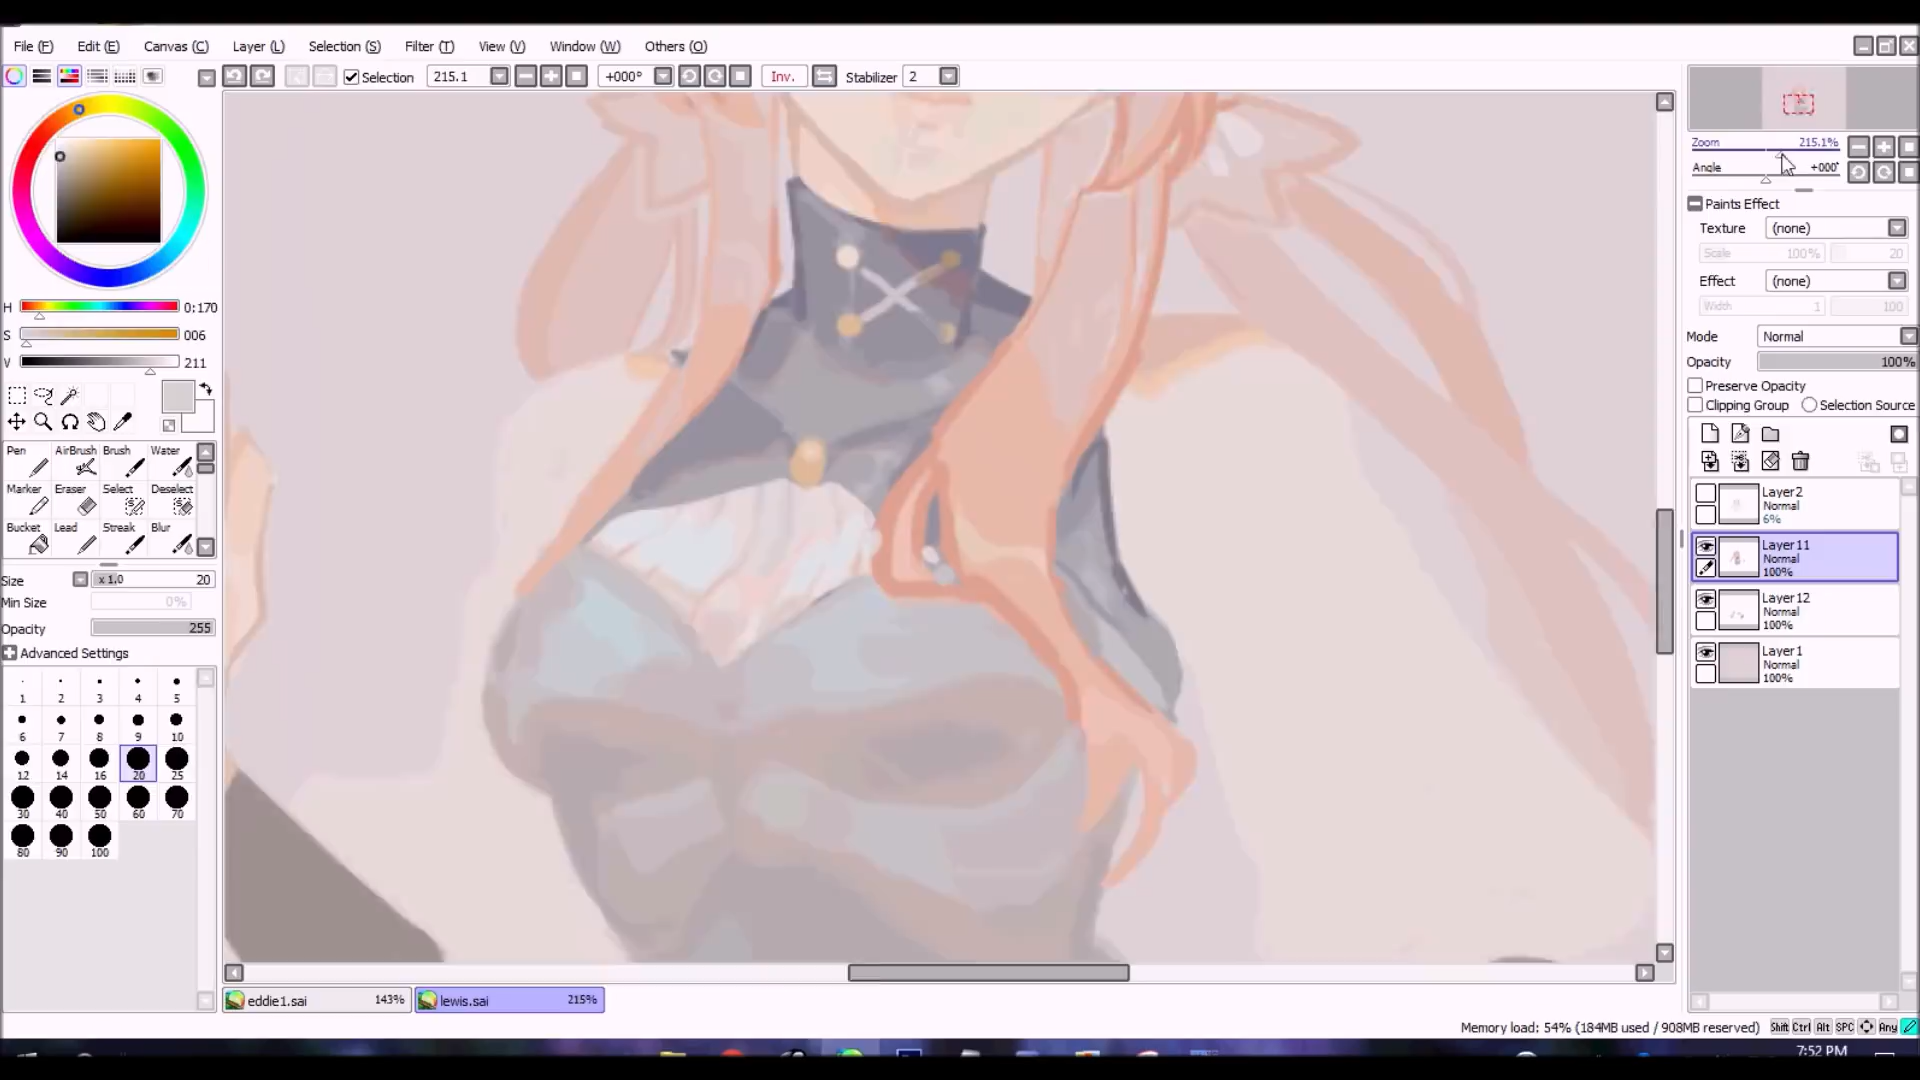 File (F) Edit (E) Canvas (C) Layer (L) Selection (S) Filter (T) View (V) Window (W) Others (O)
Selection 215.1 +000° Inv. Stabilizer 2
Zoom 215.1%
Angle +000°
Paints Effect
Texture (none)
Scale 100% 20
Effect (none)
Width 1 100
Mode Normal
Opacity 100%
Preserve Opacity
Clipping Group Selection Source
H 0:170
S 006
V 211
Pen AirBrush Brush Water
Marker Eraser Select Deselect
Bucket Lead Streak Blur
Size x 1.0 20
Min Size 0%
Opacity 255
Advanced Settings
1 2 3 4 5
6 7 8 9 10
12 14 16 20 25
30 40 50 60 70
80 90 100
Layer2
Normal
6%
Layer11
Normal
100%
Layer12
Normal
100%
Layer1
Normal
100%
eddie1.sai 143% lewis.sai 215%
Memory load: 54% (184MB used / 908MB reserved) Shift Ctrl Alt SPC Any
7:52 PM